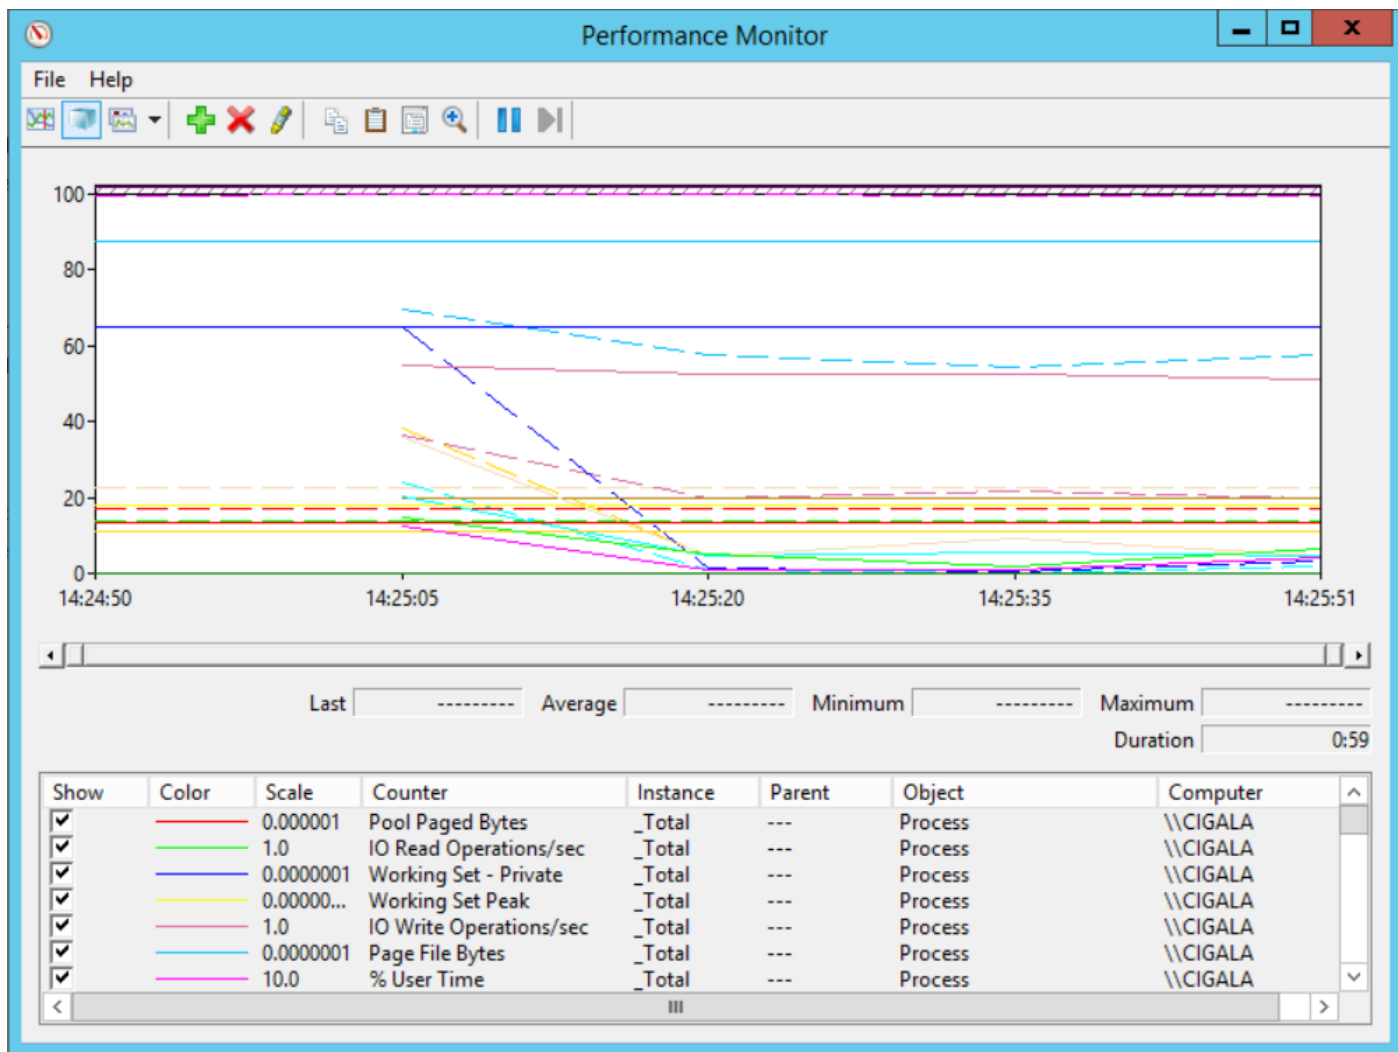 Performance Monitor
File Help
100
80
60
40
20
0
14:24:50 14:25:05 14:25:20 14:25:35 14:25:51
Last --------- Average --------- Minimum --------- Maximum ---------
Duration 0:59
Show Color Scale Counter Instance Parent Object Computer
0.000001 Pool Paged Bytes _Total --- Process \\CIGALA
1.0 IO Read Operations/sec _Total --- Process \\CIGALA
0.0000001 Working Set - Private _Total --- Process \\CIGALA
0.00000... Working Set Peak _Total --- Process \\CIGALA
1.0 IO Write Operations/sec _Total --- Process \\CIGALA
0.0000001 Page File Bytes _Total --- Process \\CIGALA
10.0 % User Time _Total --- Process \\CIGALA